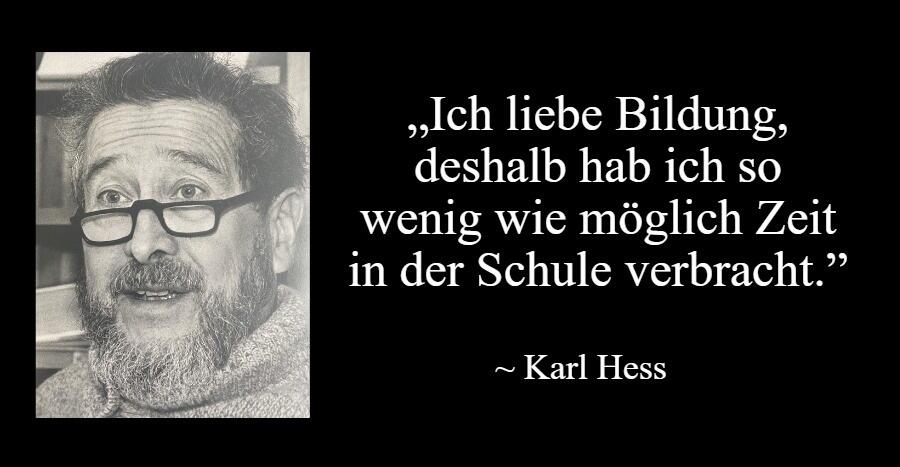 „Ich liebe Bildung,
deshalb hab ich so
wenig wie möglich Zeit
in der Schule verbracht.”
~ Karl Hess